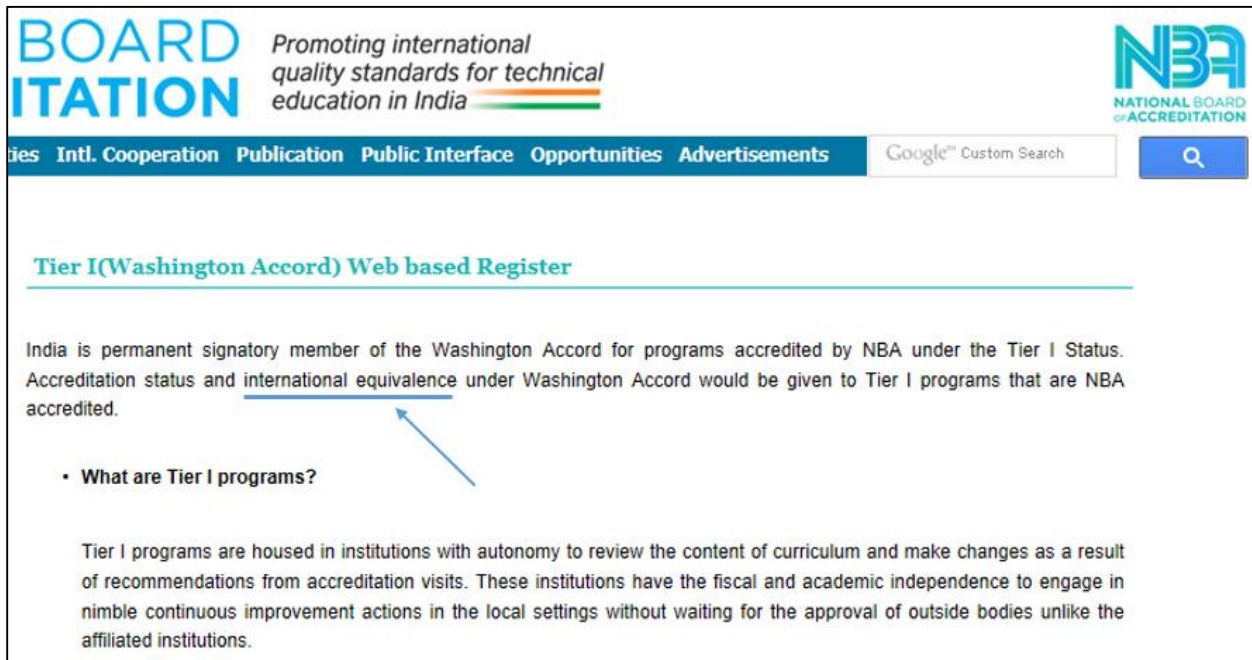 BOARD
ITATION
Promoting international
quality standards for technical
education in India
NBA
NATIONAL BOARD
OF ACCREDITATION
ties Intl. Cooperation Publication Public Interface Opportunities Advertisements
Google™ Custom Search
Tier I(Washington Accord) Web based Register
India is permanent signatory member of the Washington Accord for programs accredited by NBA under the Tier I Status.
Accreditation status and international equivalence under Washington Accord would be given to Tier I programs that are NBA
accredited.
• What are Tier I programs?
Tier I programs are housed in institutions with autonomy to review the content of curriculum and make changes as a result
of recommendations from accreditation visits. These institutions have the fiscal and academic independence to engage in
nimble continuous improvement actions in the local settings without waiting for the approval of outside bodies unlike the
affiliated institutions.